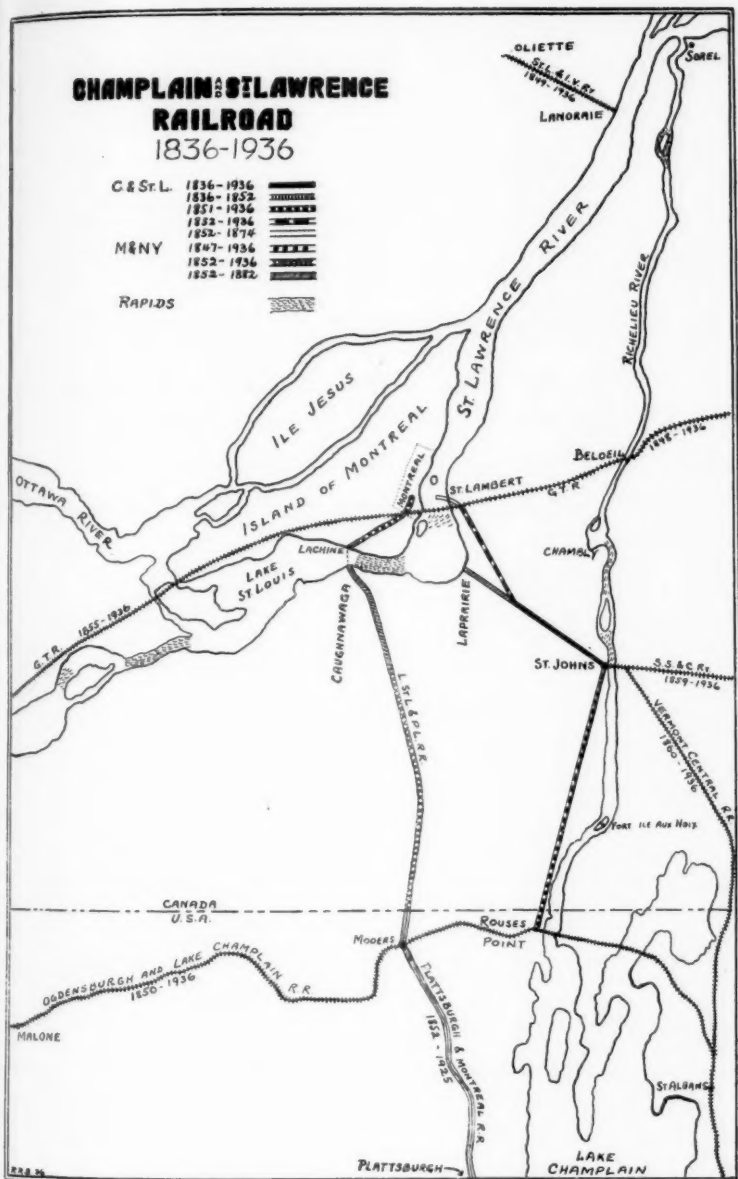 CHAMPLAIN AND ST LAWRENCE
RAILROAD
1836-1936
C & ST. L. 1836-1936
1836-1852
1851-1936
1852-1936
1852-1874
M&NY 1847-1936
1852-1936
1852-1882
RAPIDS
OLIETTE
ST. L. & I. V. RY
1849-1936
LANORAIE
SOREL
ST. LAWRENCE RIVER
RICHELIEU RIVER
ILE JESUS
ISLAND OF MONTREAL
OTTAWA RIVER
MONTREAL
ST. LAMBERT
G.T.R.
BELOEIL
1848-1936
LACHINE
LAKE
ST LOUIS
CHAMBLY
LAPRAIRIE
CAUGHNAWAGA
G.T.R. 1855-1936
ST. JOHNS
S.S. & C. RY
1859-1936
L. ST L & P. L. RR
VERMONT CENTRAL R.R.
1860-1936
FORT ILE AUX NOIX
CANADA
U.S.A.
MOOERS
ROUSES
POINT
OGDENSBURGH AND LAKE CHAMPLAIN R.R.
1850-1936
MALONE
PLATTSBURGH & MONTREAL R.R.
1852-1925
ST ALBANS
PLATTSBURGH
LAKE
CHAMPLAIN